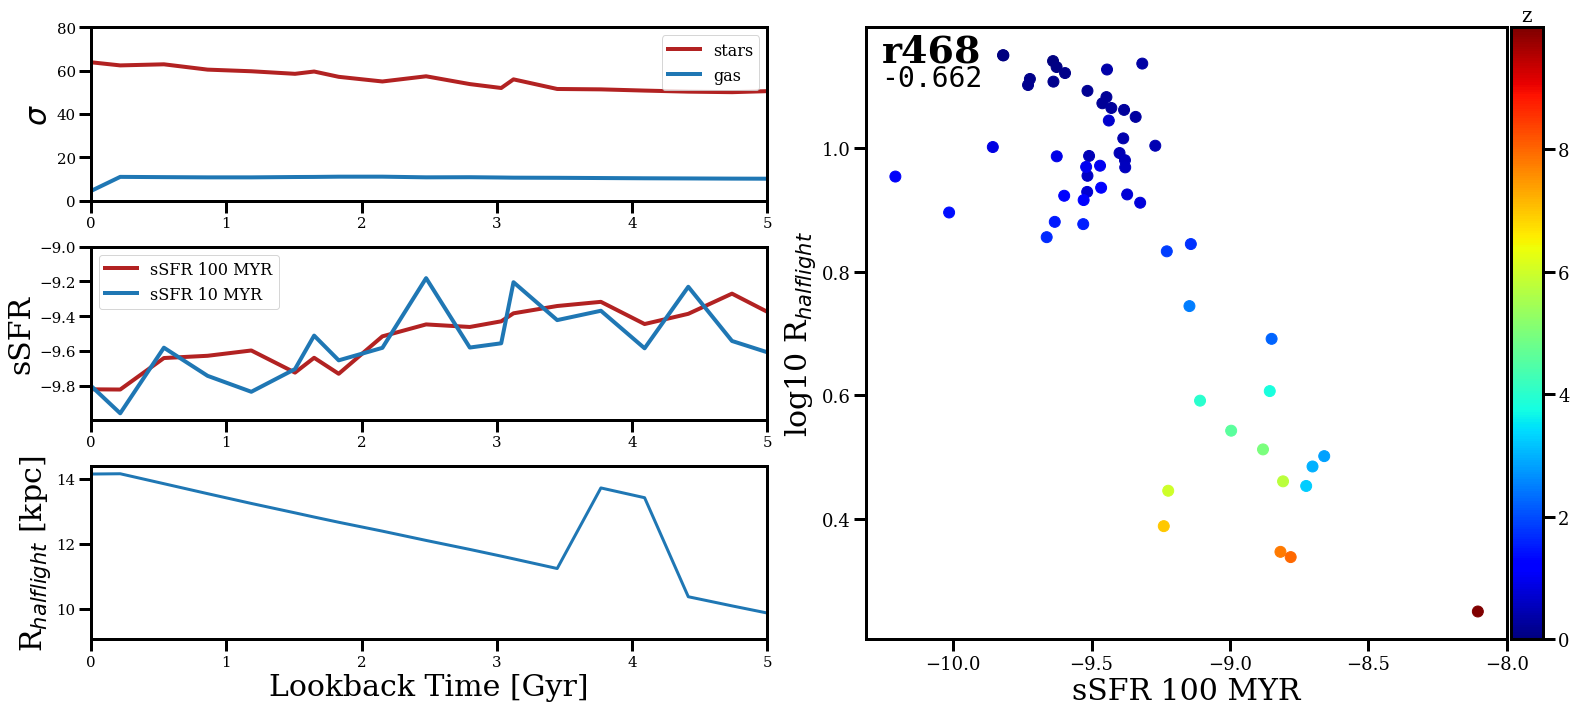 80
60
40
20
0
σ
stars
gas
0 1 2 3 4 5
−9.0
−9.2
−9.4
−9.6
−9.8
sSFR
sSFR 100 MYR
sSFR 10 MYR
0 1 2 3 4 5
14
12
10
R_halflight [kpc]
0 1 2 3 4 5
Lookback Time [Gyr]
r468
-0.662
1.0
0.8
0.6
0.4
log10 R_halflight
−10.0 −9.5 −9.0 −8.5 −8.0
sSFR 100 MYR
z
8
6
4
2
0